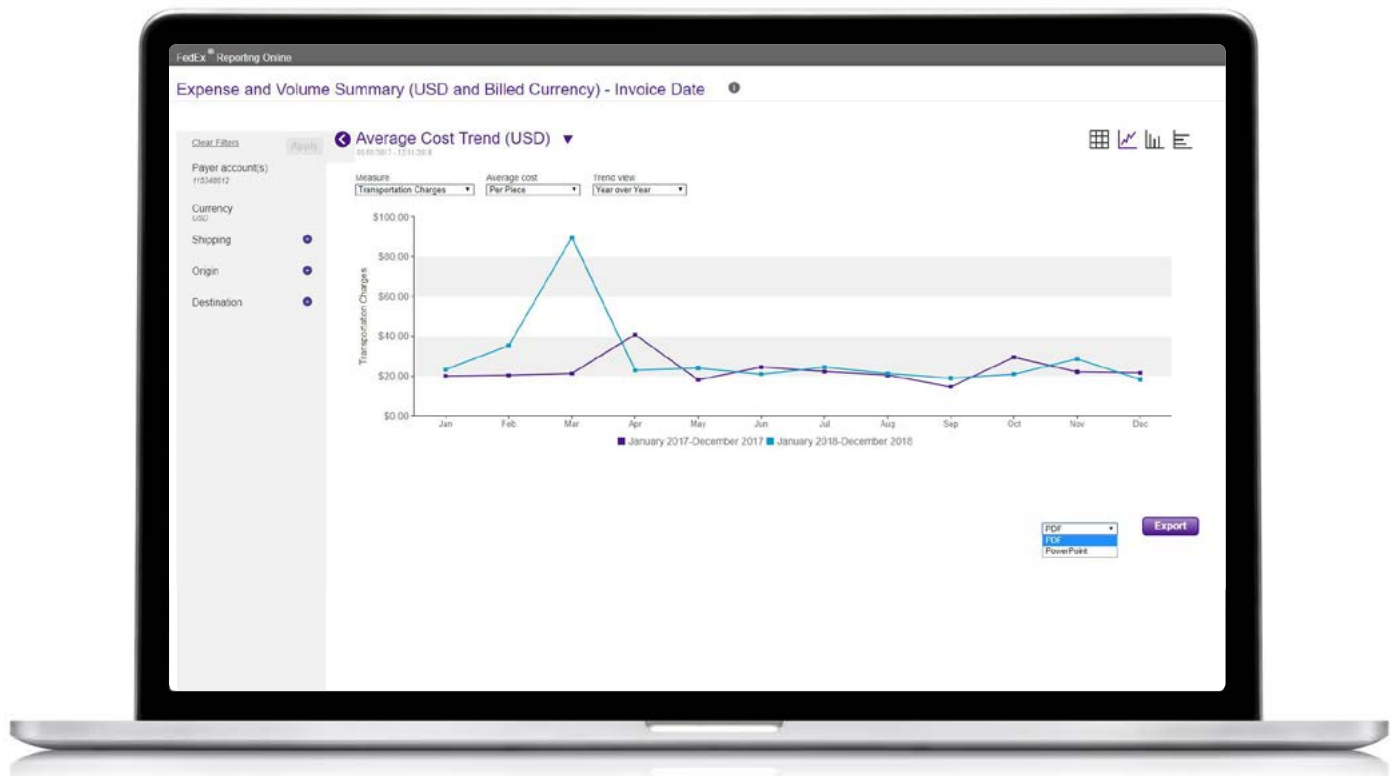 FedEx® Reporting Online
Expense and Volume Summary (USD and Billed Currency) - Invoice Date
Clear Filters
Apply
Payer account(s)
Currency
USD
Shipping
Origin
Destination
Average Cost Trend (USD)
Measure
Average cost
Trend view
Transportation Charges
Per Piece
Year over Year
Transportation Charges
$100.00
$80.00
$60.00
$40.00
$20.00
$0.00
Jan Feb Mar Apr May Jun Jul Aug Sep Oct Nov Dec
January 2017-December 2017 January 2018-December 2018
PDF
PDF
PowerPoint
Export